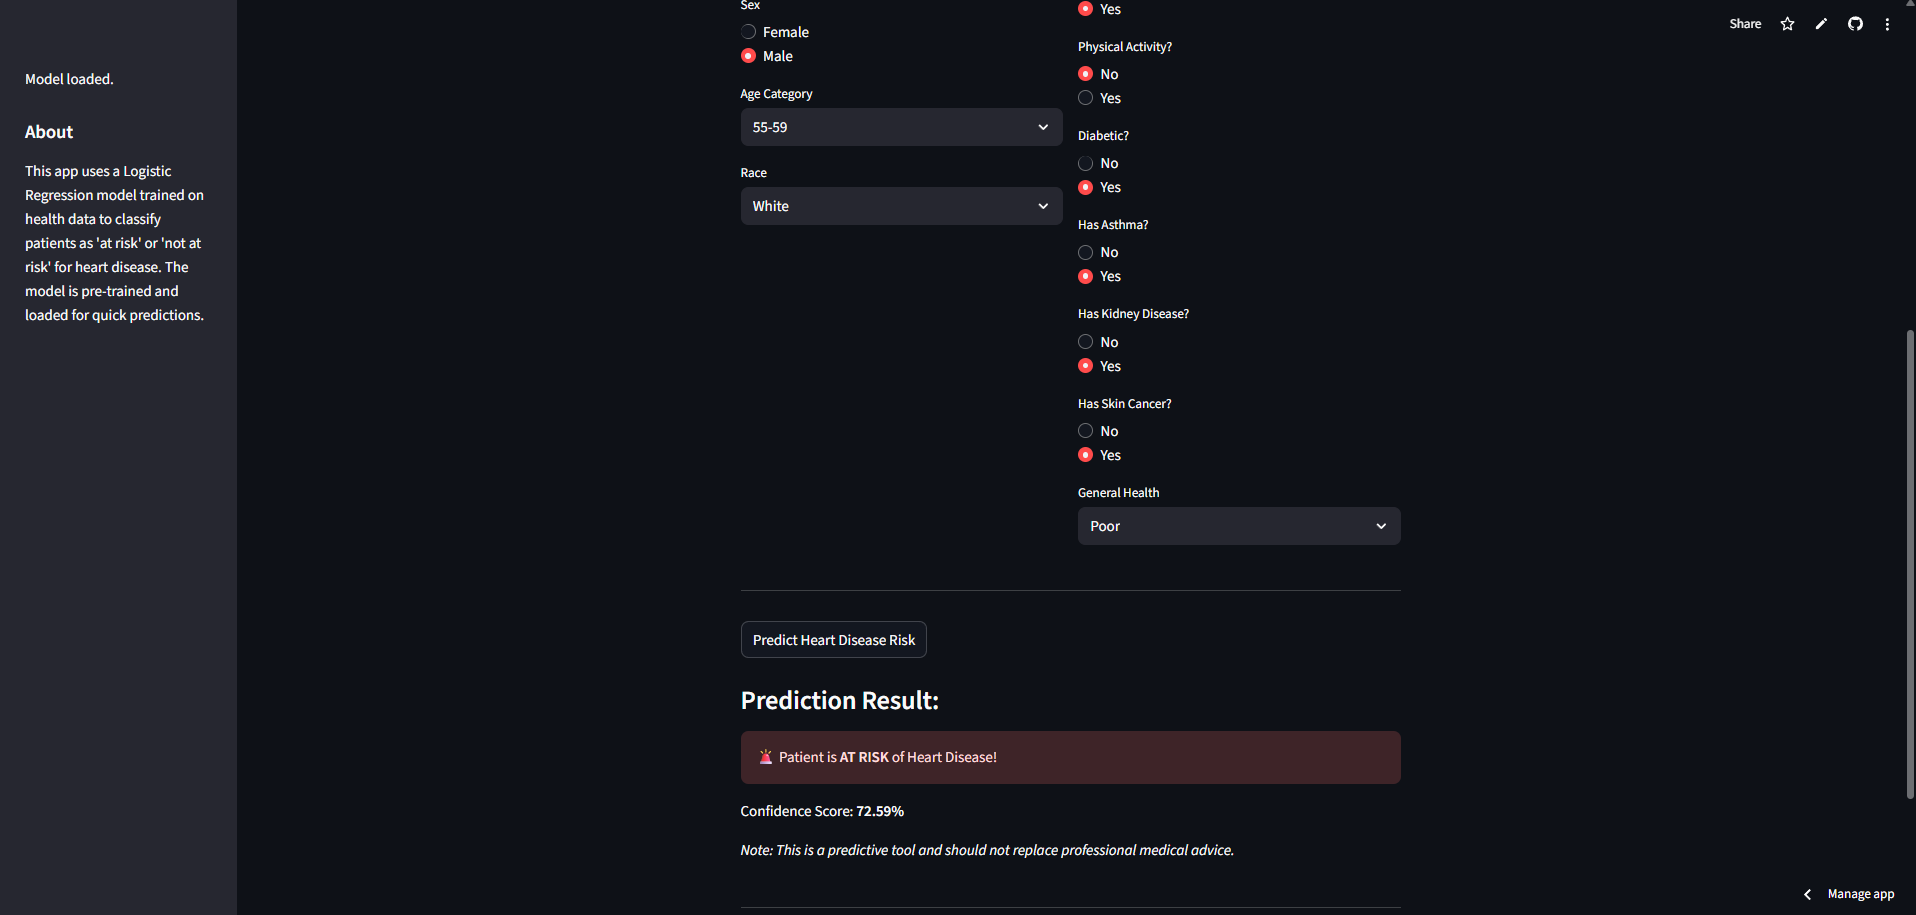 Share
Model loaded.
About
This app uses a Logistic
Regression model trained on
health data to classify
patients as 'at risk' or 'not at
risk' for heart disease. The
model is pre-trained and
loaded for quick predictions.
Sex
Female
Male
Age Category
55-59
Race
White
Yes
Physical Activity?
No
Yes
Diabetic?
No
Yes
Has Asthma?
No
Yes
Has Kidney Disease?
No
Yes
Has Skin Cancer?
No
Yes
General Health
Poor
Predict Heart Disease Risk
Prediction Result:
🚨 Patient is AT RISK of Heart Disease!
Confidence Score: 72.59%
Note: This is a predictive tool and should not replace professional medical advice.
Manage app